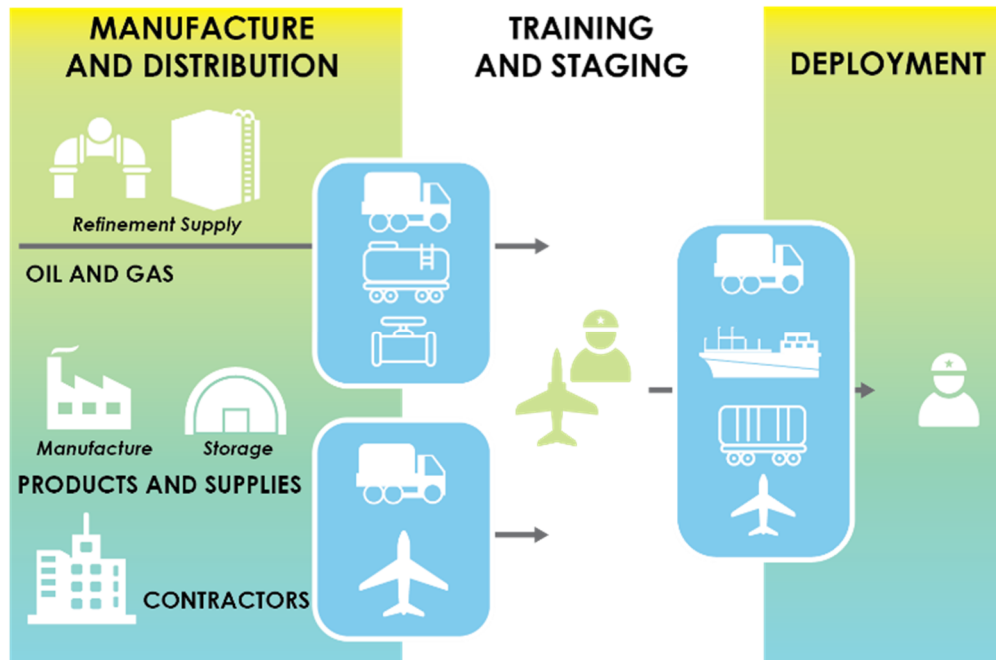 MANUFACTURE
AND DISTRIBUTION
TRAINING
AND STAGING
DEPLOYMENT
Refinement Supply
OIL AND GAS
Manufacture
Storage
PRODUCTS AND SUPPLIES
CONTRACTORS